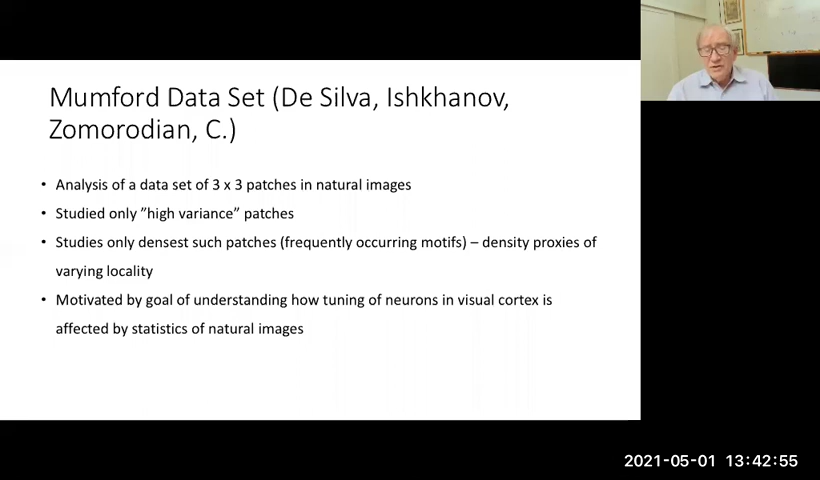 Mumford Data Set (De Silva, Ishkhanov,
Zomorodian, C.)
• Analysis of a data set of 3 x 3 patches in natural images
• Studied only ”high variance” patches
• Studies only densest such patches (frequently occurring motifs) – density proxies of
varying locality
• Motivated by goal of understanding how tuning of neurons in visual cortex is
affected by statistics of natural images
2021-05-01 13:42:55